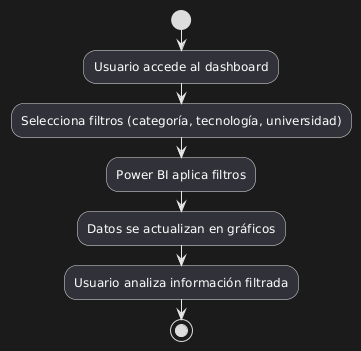 Usuario accede al dashboard
Selecciona filtros (categoría, tecnología, universidad)
Power BI aplica filtros
Datos se actualizan en gráficos
Usuario analiza información filtrada